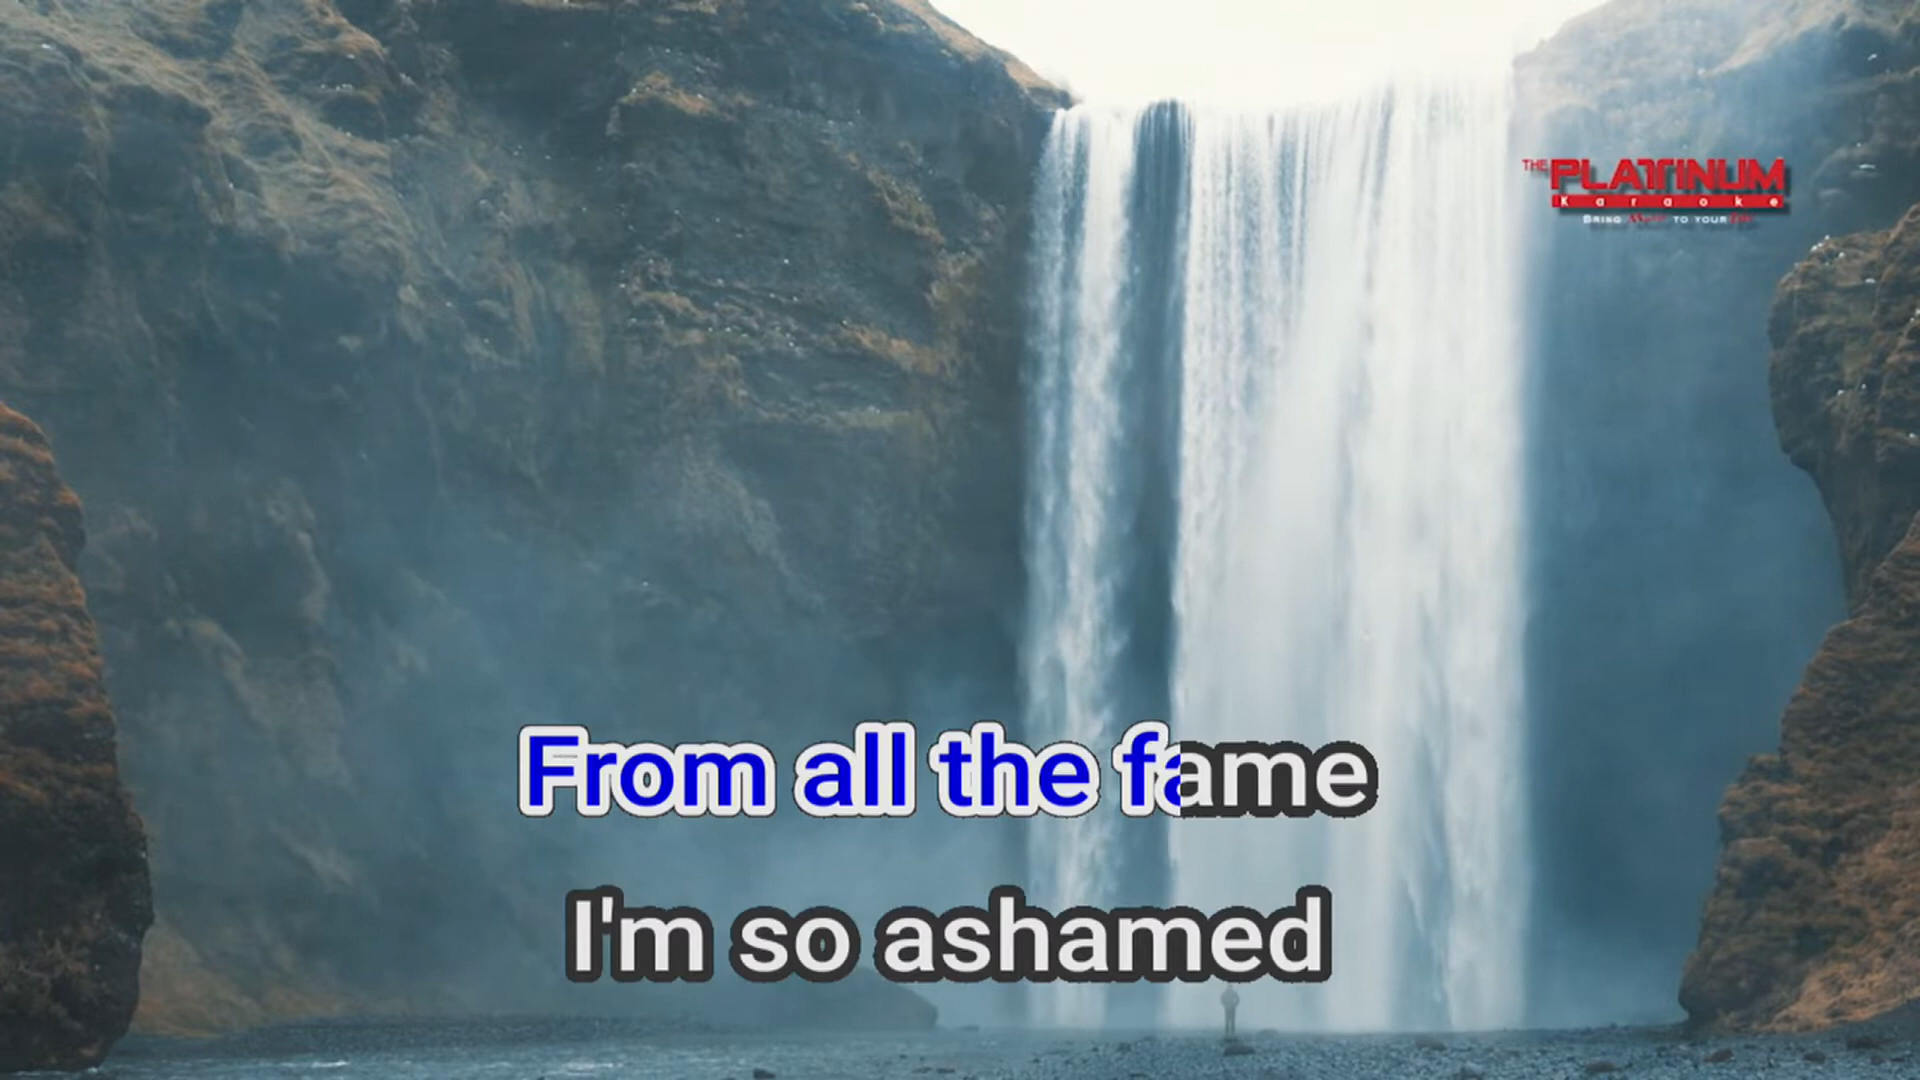 THE PLATINUM
Karaoke
BRING Music TO YOUR Life
From all the fame
I'm so ashamed